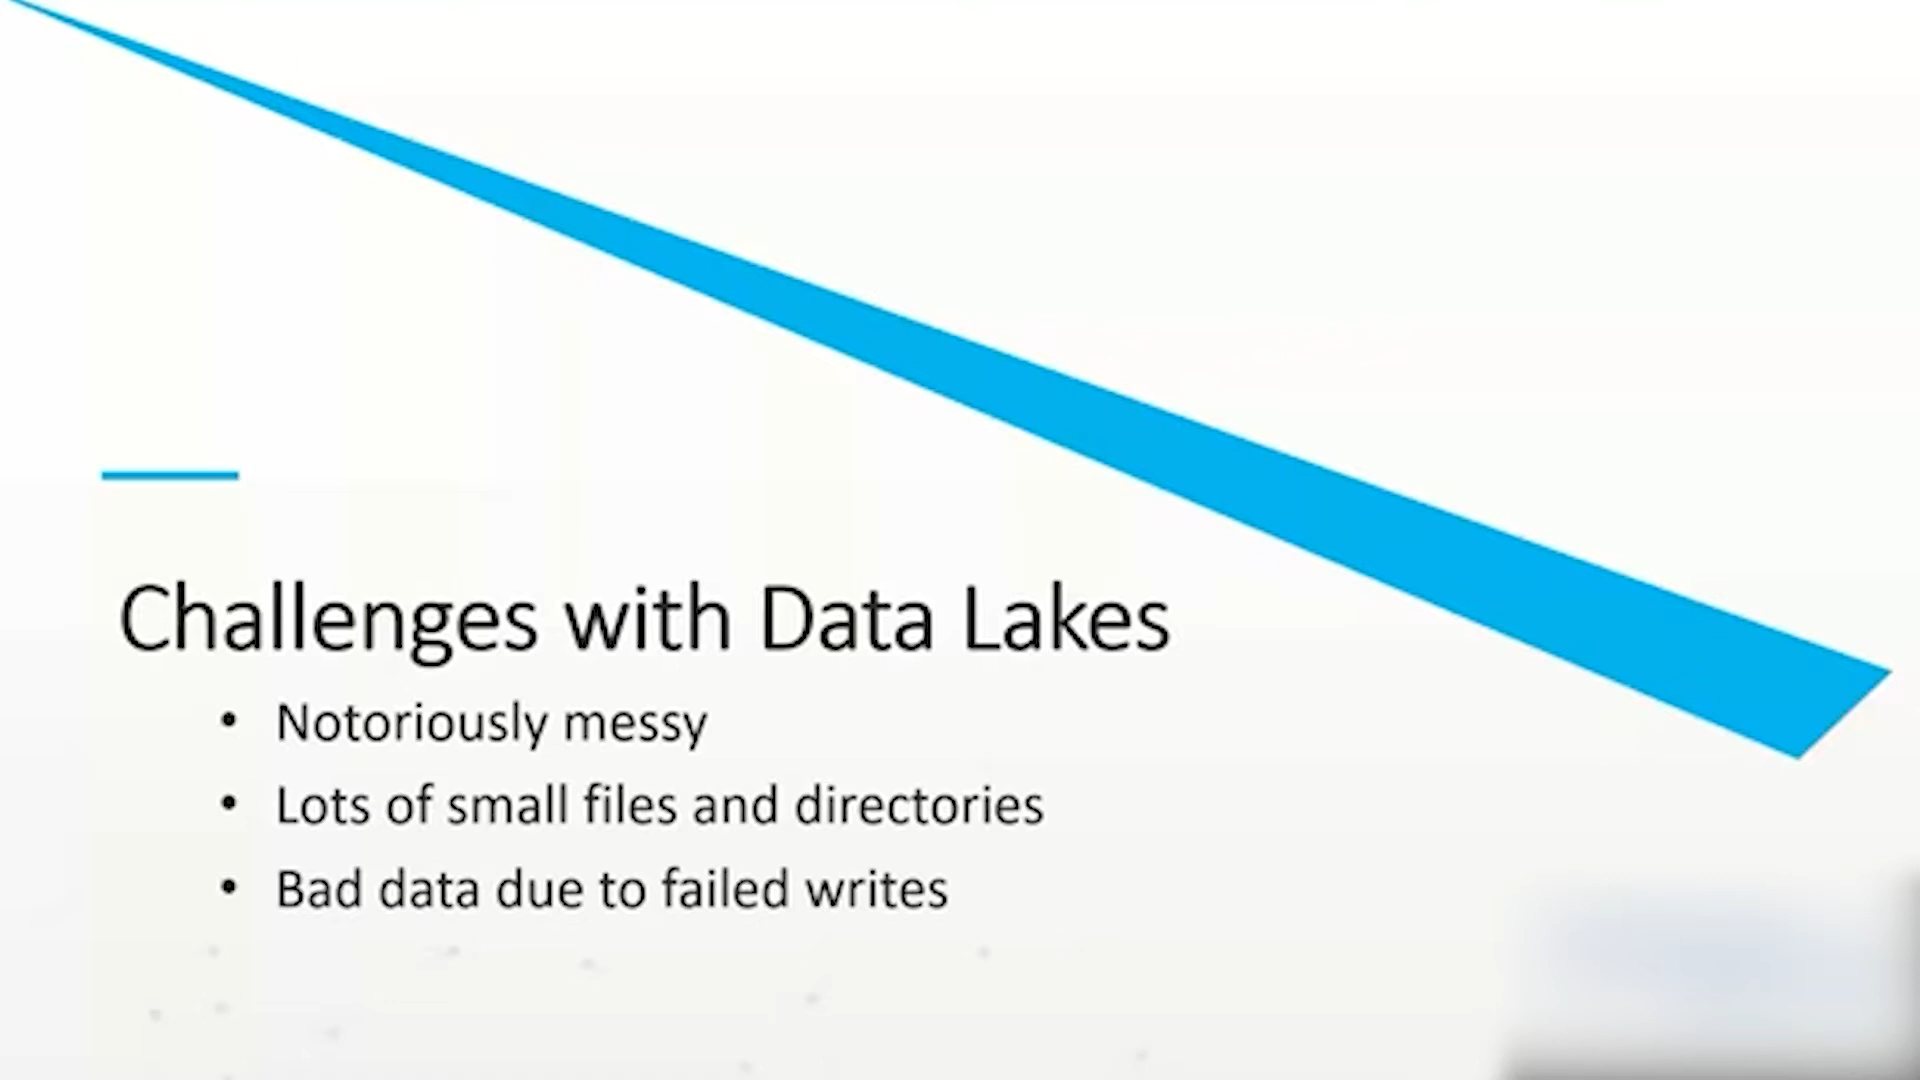 Challenges with Data Lakes
• Notoriously messy
• Lots of small files and directories
• Bad data due to failed writes